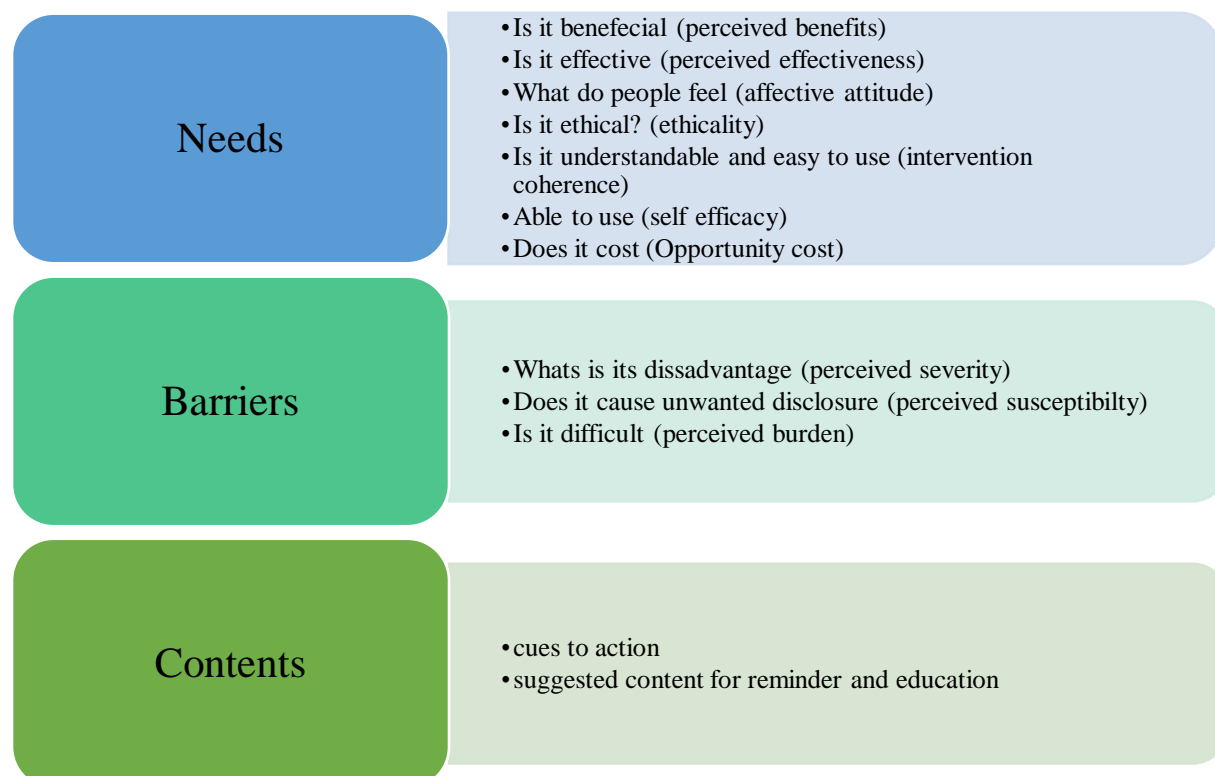 Needs
•Is it benefecial (perceived benefits)
•Is it effective (perceived effectiveness)
•What do people feel (affective attitude)
•Is it ethical? (ethicality)
•Is it understandable and easy to use (intervention
coherence)
•Able to use (self efficacy)
•Does it cost (Opportunity cost)
Barriers
•Whats is its dissadvantage (perceived severity)
•Does it cause unwanted disclosure (perceived susceptibilty)
•Is it difficult (perceived burden)
Contents
•cues to action
•suggested content for reminder and education